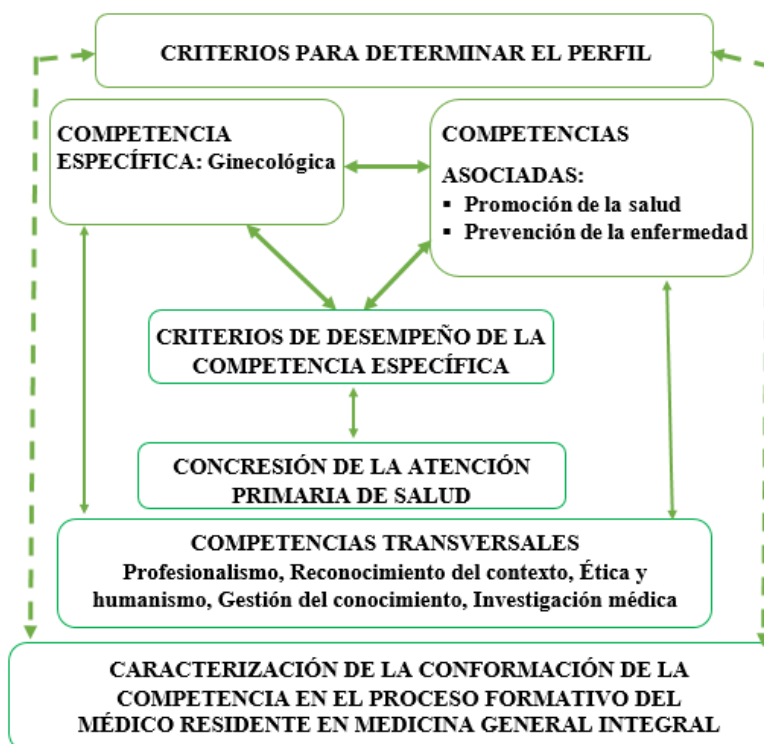 CRITERIOS PARA DETERMINAR EL PERFIL
COMPETENCIA
ESPECÍFICA: Ginecológica
COMPETENCIAS
ASOCIADAS:
▪ Promoción de la salud
▪ Prevención de la enfermedad
CRITERIOS DE DESEMPEÑO DE LA
COMPETENCIA ESPECÍFICA
CONCRESIÓN DE LA ATENCIÓN
PRIMARIA DE SALUD
COMPETENCIAS TRANSVERSALES
Profesionalismo, Reconocimiento del contexto, Ética y
humanismo, Gestión del conocimiento, Investigación médica
CARACTERIZACIÓN DE LA CONFORMACIÓN DE LA
COMPETENCIA EN EL PROCESO FORMATIVO DEL
MÉDICO RESIDENTE EN MEDICINA GENERAL INTEGRAL